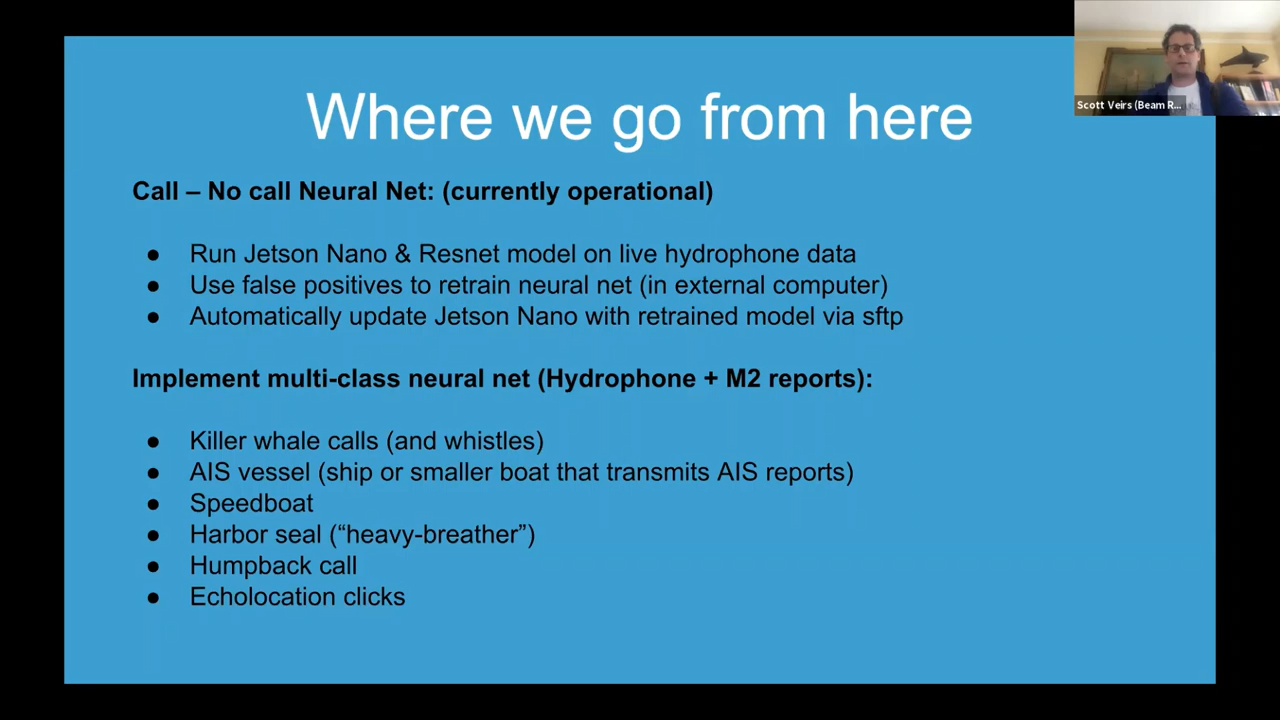 Where we go from here
Scott Veirs (Beam R...
Call – No call Neural Net: (currently operational)
● Run Jetson Nano & Resnet model on live hydrophone data
● Use false positives to retrain neural net (in external computer)
● Automatically update Jetson Nano with retrained model via sftp
Implement multi-class neural net (Hydrophone + M2 reports):
● Killer whale calls (and whistles)
● AIS vessel (ship or smaller boat that transmits AIS reports)
● Speedboat
● Harbor seal (“heavy-breather”)
● Humpback call
● Echolocation clicks